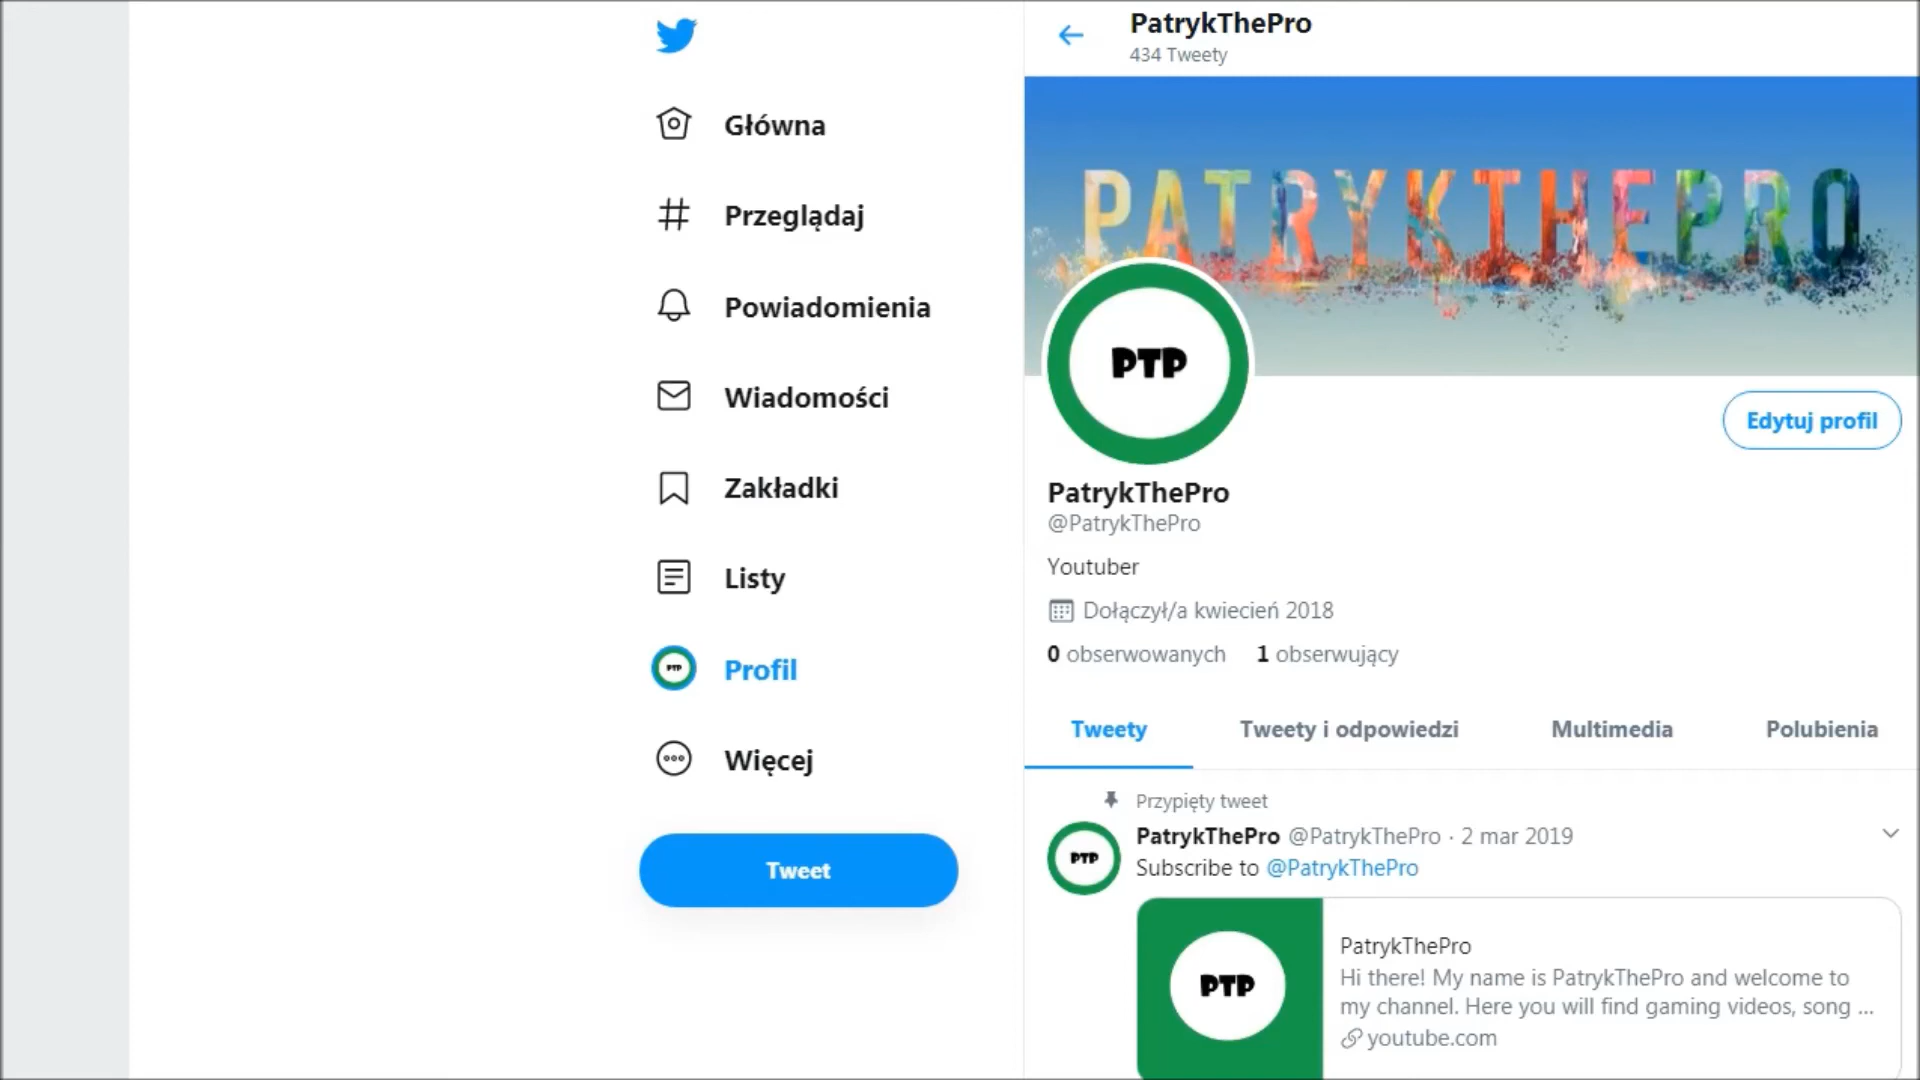 Główna
Przeglądaj
Powiadomienia
Wiadomości
Zakładki
Listy
PTP
Profil
Więcej
Tweet
PatrykThePro
434 Tweety
PATRYKTHEPRO
PTP
Edytuj profil
PatrykThePro
@PatrykThePro
Youtuber
Dołączył/a kwiecień 2018
0 obserwowanych 1 obserwujący
Tweety Tweety i odpowiedzi Multimedia Polubienia
Przypięty tweet
PTP
PatrykThePro @PatrykThePro · 2 mar 2019
Subscribe to @PatrykThePro
PTP
PatrykThePro
Hi there! My name is PatrykThePro and welcome to
my channel. Here you will find gaming videos, song ...
youtube.com